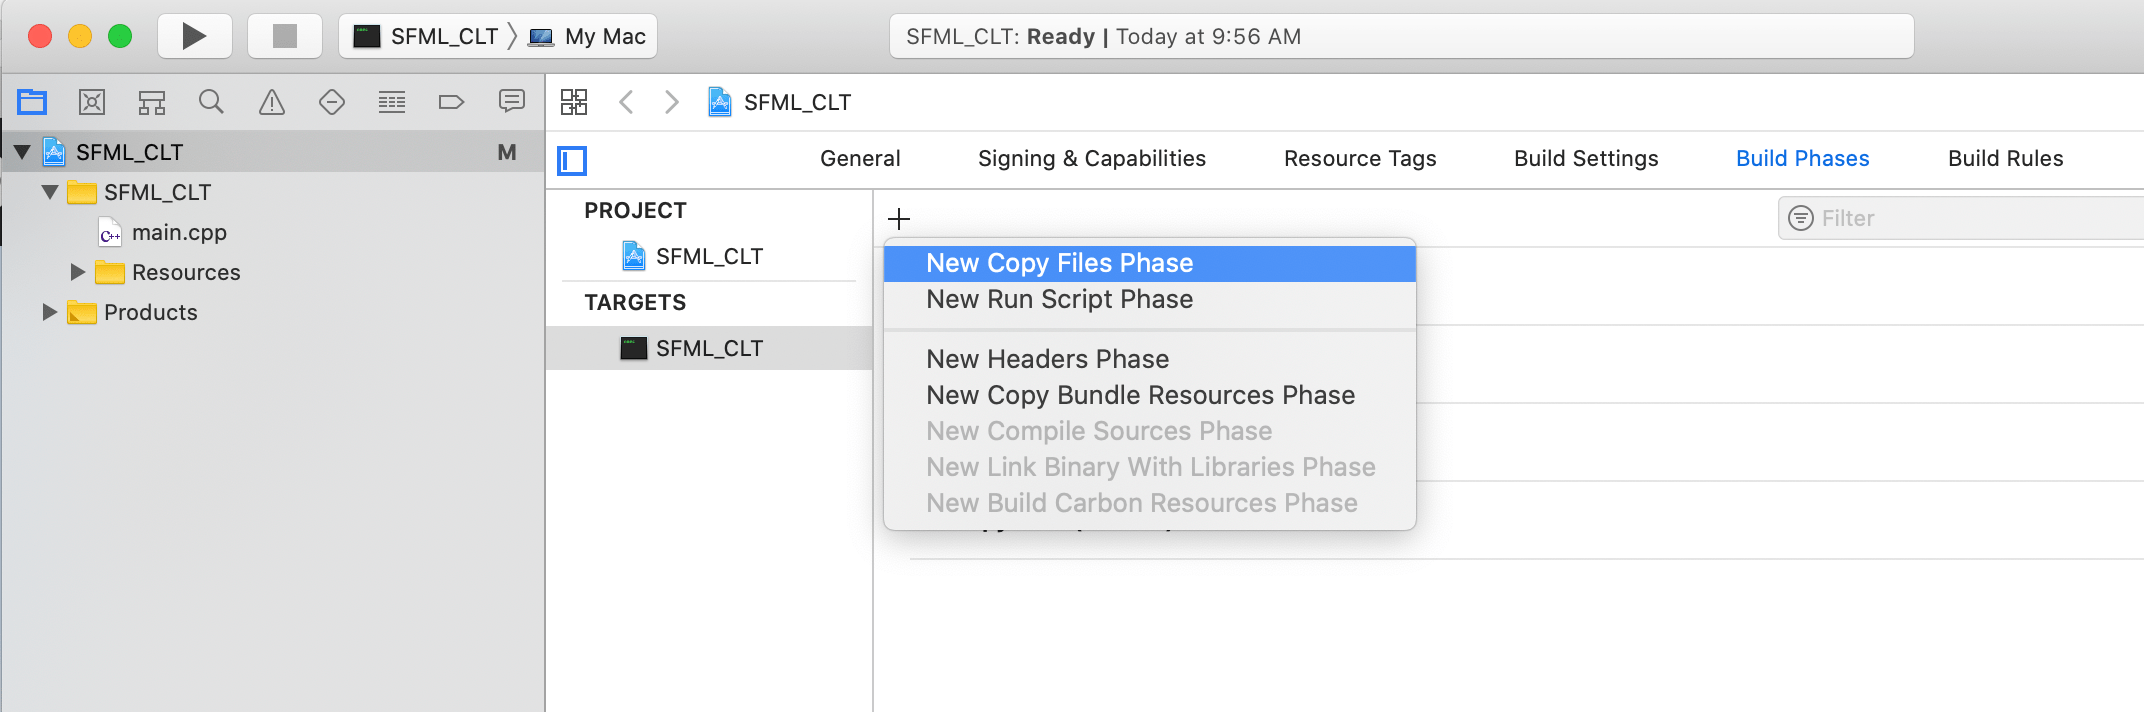 SFML_CLT My Mac
SFML_CLT: Ready | Today at 9:56 AM
SFML_CLT
SFML_CLT M
General Signing & Capabilities Resource Tags Build Settings Build Phases Build Rules
SFML_CLT
main.cpp
Resources
Products
PROJECT
SFML_CLT
TARGETS
SFML_CLT
Filter
New Copy Files Phase
New Run Script Phase
New Headers Phase
New Copy Bundle Resources Phase
New Compile Sources Phase
New Link Binary With Libraries Phase
New Build Carbon Resources Phase